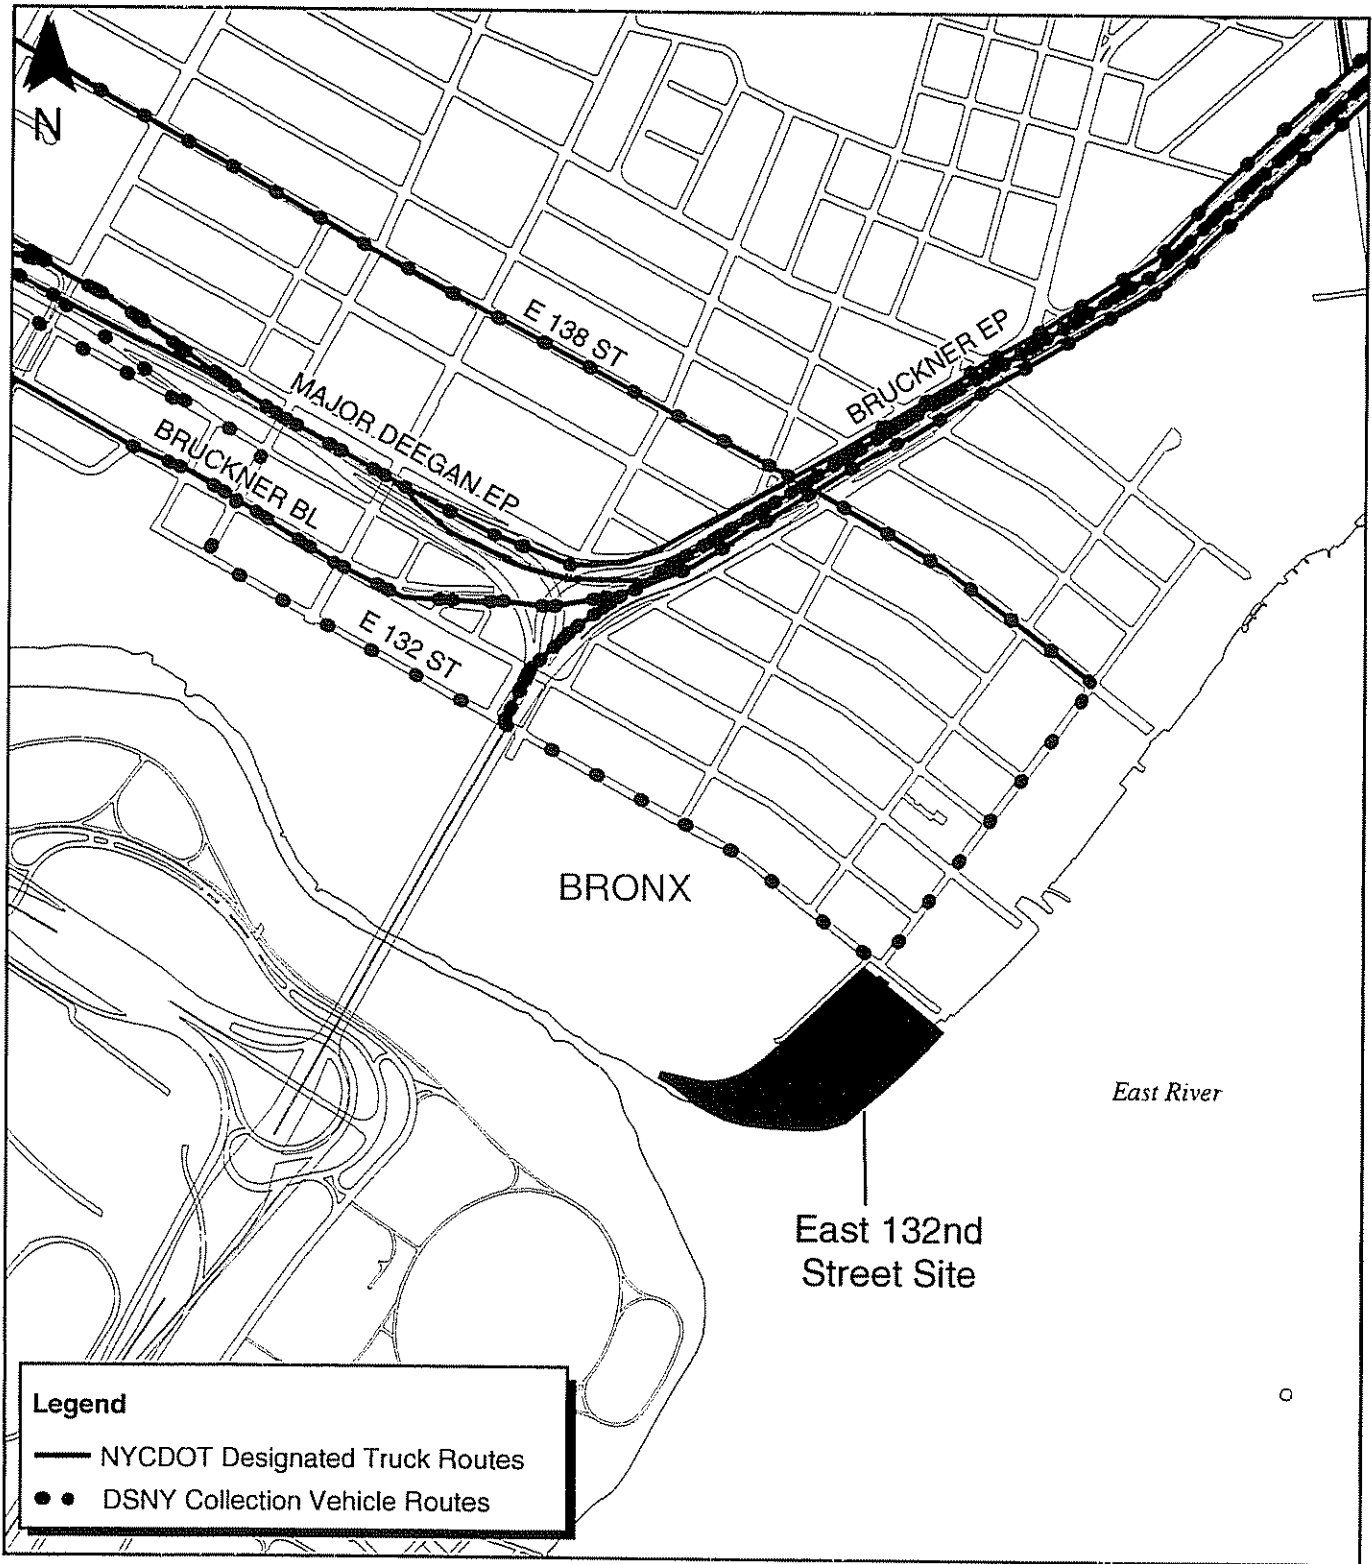 N
E 138 ST
BRUCKNER EP
MAJOR DEEGAN EP
BRUCKNER BL
E 132 ST
BRONX
East River
East 132nd
Street Site
Legend
NYCDOT Designated Truck Routes
DSNY Collection Vehicle Routes